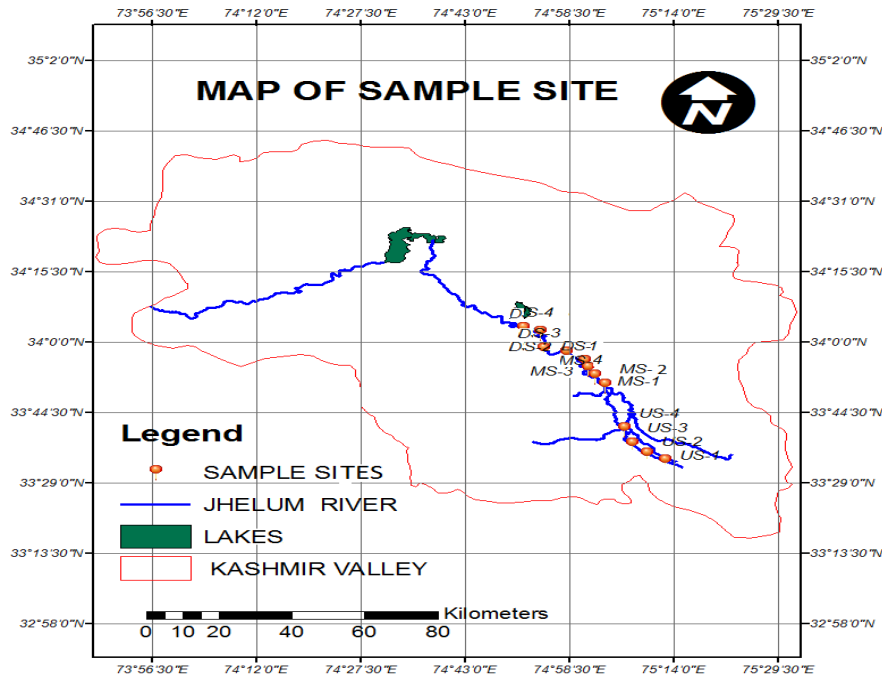 73°56'30"E 74°12'0"E 74°27'30"E 74°43'0"E 74°58'30"E 75°14'0"E 75°29'30"E
35°2'0"N 35°2'0"N
MAP OF SAMPLE SITE
N
34°46'30"N 34°46'30"N
34°31'0"N 34°31'0"N
34°15'30"N 34°15'30"N
DS-4
DS-3
34°0'0"N 34°0'0"N
DS-2 DS-1
MS-4
MS-3 MS-2
MS-1
33°44'30"N 33°44'30"N
US-4
US-3
US-2
US-1
Legend
SAMPLE SITES
33°29'0"N 33°29'0"N
JHELUM RIVER
LAKES
33°13'30"N 33°13'30"N
KASHMIR VALLEY
Kilometers
32°58'0"N 32°58'0"N
0 10 20 40 60 80
73°56'30"E 74°12'0"E 74°27'30"E 74°43'0"E 74°58'30"E 75°14'0"E 75°29'30"E